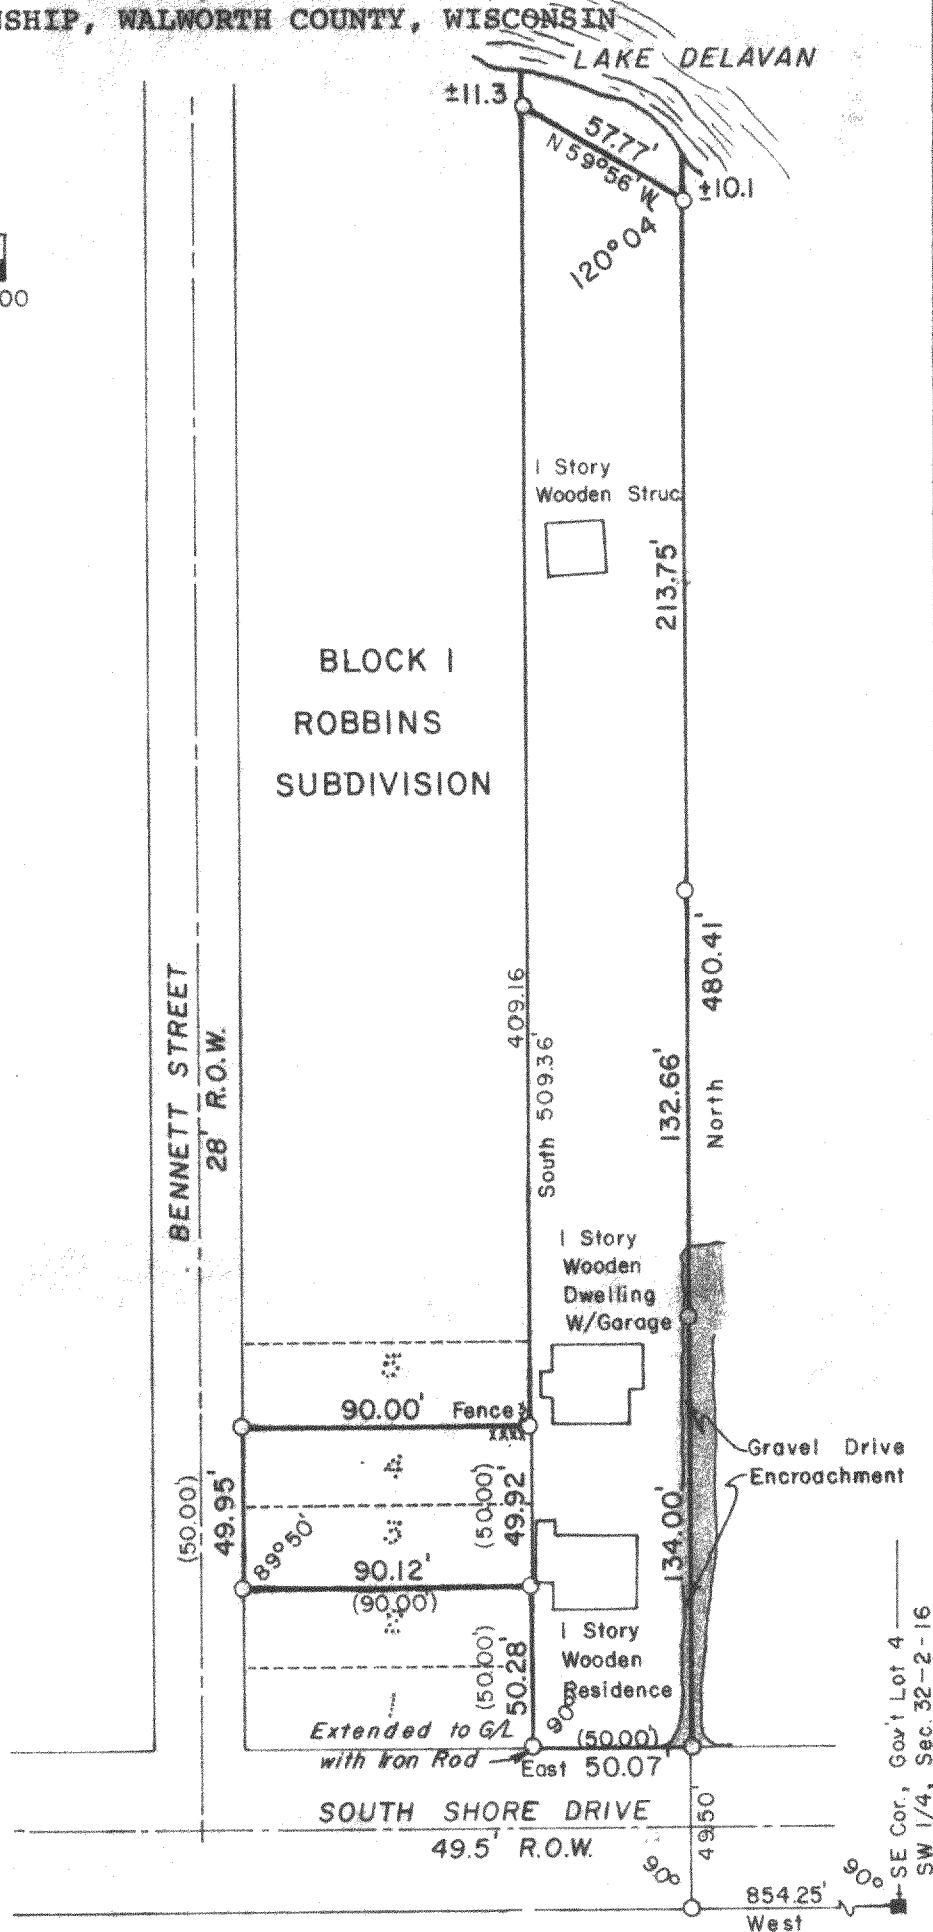 NSHIP, WALWORTH COUNTY, WISCONSIN
LAKE DELAVAN
±11.3
57.77'
N 59°56' W.
±10.1
120°04'
00
1 Story
Wooden Struc
213.75'
BLOCK 1
ROBBINS
SUBDIVISION
480.41'
North
132.66'
409.16
South 509.36'
BENNETT STREET
28' R.O.W.
1 Story
Wooden
Dwelling
W/Garage
90.00'
Fence
xxxx
Gravel Drive
Encroachment
(50.00')
49.95'
89°50'
(50.00')
49.92'
134.00'
90.12'
(90.00')
(50.00')
50.28'
1 Story
Wooden
Residence
90°
(50.00')
East 50.07'
Extended to G/L
with Iron Rod
SOUTH SHORE DRIVE
49.5' R.O.W.
49.50'
90°
90°
854.25'
West
SE Cor., Gov't Lot 4
SW 1/4, Sec. 32-2-16